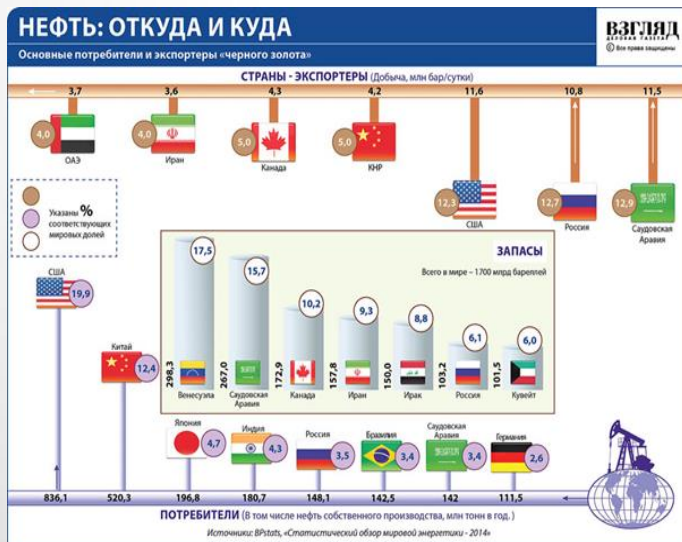 НЕФТЬ: ОТКУДА И КУДА
Основные потребители и экспортеры «черного золота»
ВЗГЛЯД
ДЕЛОВАЯ ГАЗЕТА
© Все права защищены
СТРАНЫ - ЭКСПОРТЕРЫ (Добыча, млн бар/сутки)
3,7 3,6 4,3 4,2 11,6 10,8 11,5
4,0 4,0 5,0 5,0
ОАЭ Иран Канада КНР
12,3 12,7 12,9
США Россия Саудовская Аравия
Указаны %
соответствующих
мировых долей
ЗАПАСЫ
Всего в мире – 1700 млрд баррелей
17,5 15,7 10,2 9,3 8,8 6,1 6,0
298,3 267,0 172,9 157,8 150,0 103,2 101,5
Венесуэла Саудовская Аравия Канада Иран Ирак Россия Кувейт
США
19,9
Китай
12,4
Япония Индия Россия Бразилия Саудовская Аравия Германия
4,7 4,3 3,5 3,4 3,4 2,6
836,1 520,3 196,8 180,7 148,1 142,5 142 111,5
ПОТРЕБИТЕЛИ (В том числе нефть собственного производства, млн тонн в год.)
Источники: BPstats, «Статистический обзор мировой энергетики - 2014»